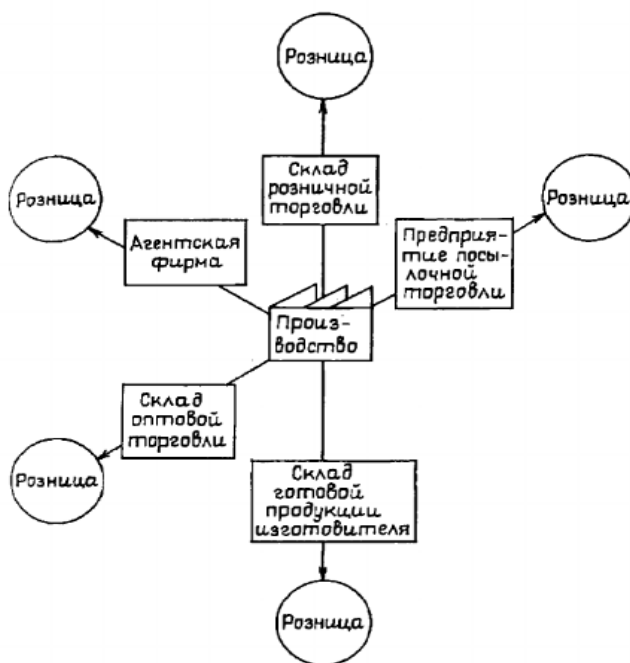 Розница
Склад
розничной
торговли
Розница
Розница
Агентская
фирма
Предприя-
тие посы-
лочной
торговли
Произ-
водство
Склад
оптовой
торговли
Розница
Склад
готовой
продукции
изготовителя
Розница